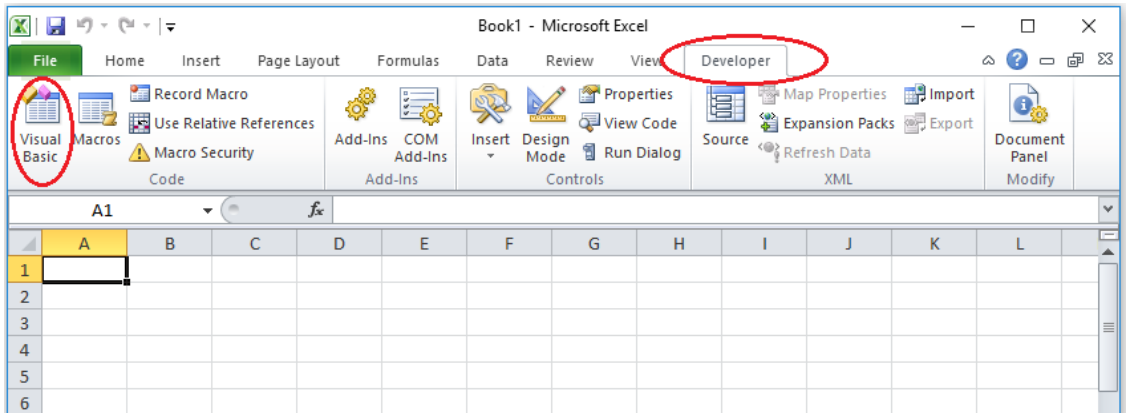 Book1 - Microsoft Excel
File Home Insert Page Layout Formulas Data Review View Developer
Record Macro
Use Relative References
Macro Security
Visual Basic
Macros
Code
Add-Ins
COM Add-Ins
Add-Ins
Insert
Design Mode
Properties
View Code
Run Dialog
Controls
Source
Map Properties
Expansion Packs
Refresh Data
Import
Export
XML
Document Panel
Modify
A1 fx
A B C D E F G H I J K L
1
2
3
4
5
6